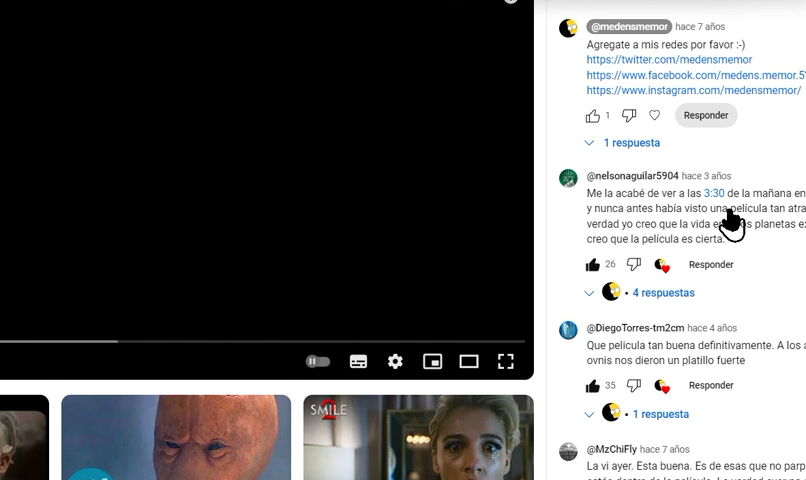 @medensmemor hace 7 años
Agregate a mis redes por favor :-)
https://twitter.com/medensmemor
https://www.facebook.com/medens.memor.5
https://www.instagram.com/medensmemor/
1
Responder
1 respuesta
@nelsonaguilar5904 hace 3 años
Me la acabé de ver a las 3:30 de la mañana en
y nunca antes había visto una película tan
verdad yo creo que la vida planetas
creo que la película es cierta.
26
Responder
4 respuestas
@DiegoTorres-tm2cm hace 4 años
Que pelicula tan buena definitivamente. A los
ovnis nos dieron un platillo fuerte
35
Responder
1 respuesta
@MzChiFly hace 7 años
La vi ayer. Esta buena. Es de esas que no
SMILE
2